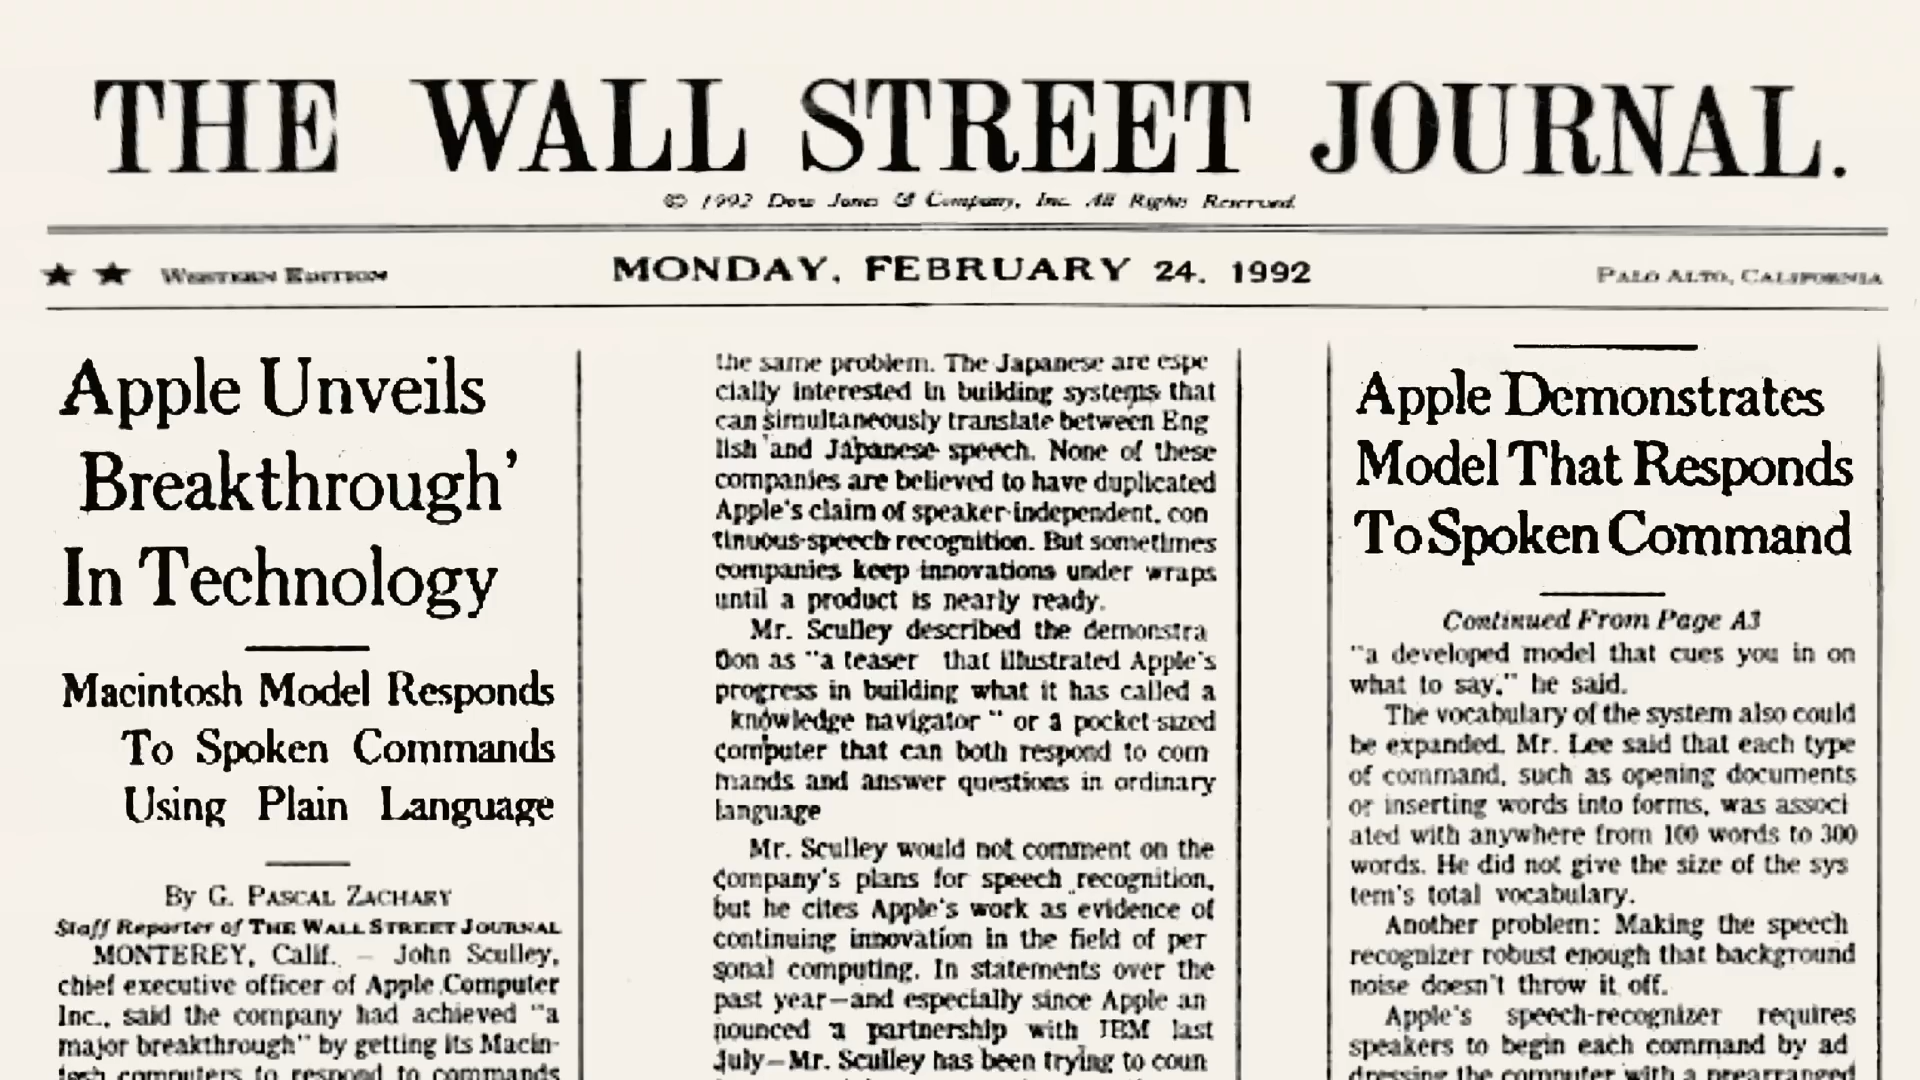 THE WALL STREET JOURNAL.
© 1992 Dow Jones & Company, Inc. All Rights Reserved.
★ ★ WESTERN EDITION
MONDAY, FEBRUARY 24, 1992
PALO ALTO, CALIFORNIA
Apple Unveils
Breakthrough'
In Technology
Macintosh Model Responds
To Spoken Commands
Using Plain Language
By G. PASCAL ZACHARY
Staff Reporter of THE WALL STREET JOURNAL
MONTEREY, Calif. – John Sculley,
chief executive officer of Apple Computer
Inc., said the company had achieved "a
major breakthrough" by getting its Macin-
tosh computers to respond to commands
the same problem. The Japanese are espe
cially interested in building systems that
can simultaneously translate between Eng
lish and Japanese speech. None of these
companies are believed to have duplicated
Apple's claim of speaker-independent, con
tinuous-speech recognition. But sometimes
companies keep innovations under wraps
until a product is nearly ready.
Mr. Sculley described the demonstra
tion as "a teaser that illustrated Apple's
progress in building what it has called a
knowledge navigator" or a pocket-sized
computer that can both respond to com
mands and answer questions in ordinary
language
Mr. Sculley would not comment on the
company's plans for speech recognition,
but he cites Apple's work as evidence of
continuing innovation in the field of per
sonal computing. In statements over the
past year—and especially since Apple an
nounced a partnership with IBM last
July—Mr. Sculley has been trying to coun
Apple Demonstrates
Model That Responds
To Spoken Command
Continued From Page A3
"a developed model that cues you in on
what to say," he said.
The vocabulary of the system also could
be expanded. Mr. Lee said that each type
of command, such as opening documents
or inserting words into forms, was associ
ated with anywhere from 100 words to 300
words. He did not give the size of the sys
tem's total vocabulary.
Another problem: Making the speech
recognizer robust enough that background
noise doesn't throw it off.
Apple's speech-recognizer requires
speakers to begin each command by ad
dressing the computer with a prearranged